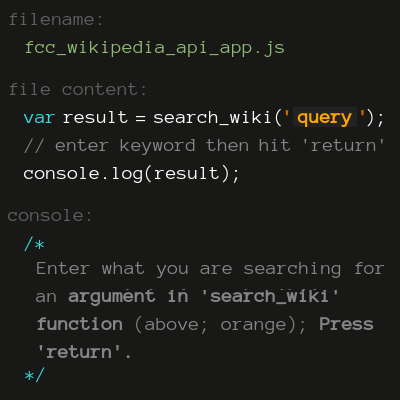 filename:
fcc_wikipedia_api_app.js
file content:
var result = search_wiki('query');
// enter keyword then hit 'return'
console.log(result);
console:
/*
Enter what you are searching for
an argument in 'search_wiki'
function (above; orange); Press
'return'.
*/